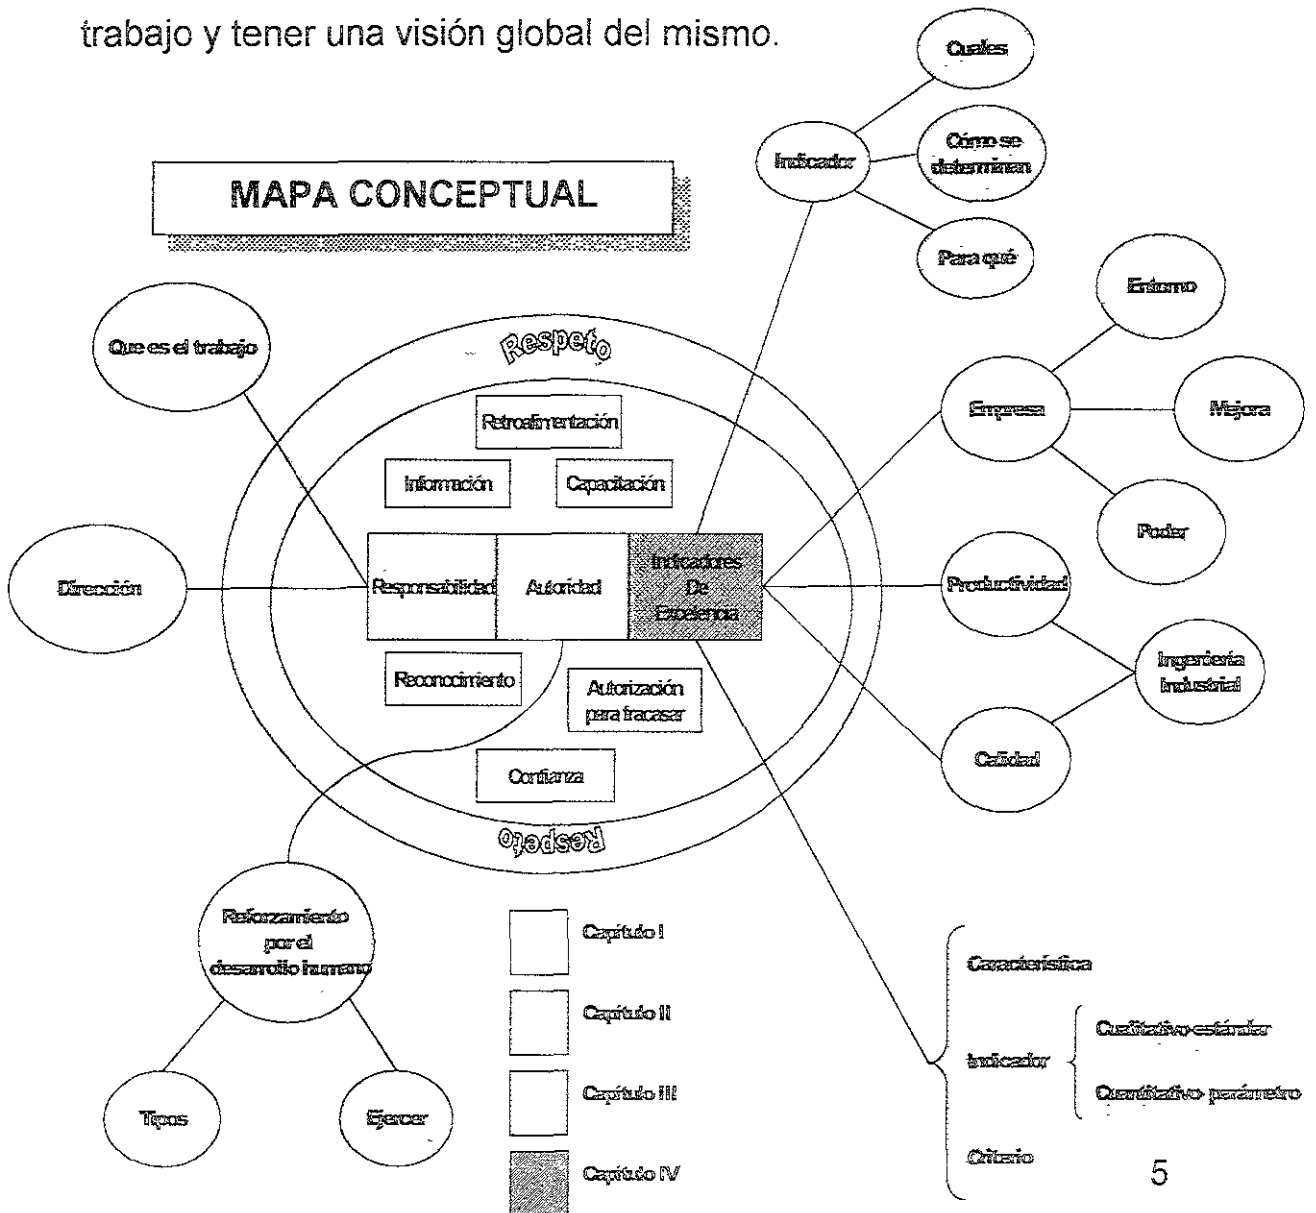 trabajo y tener una visión global del mismo.
MAPA CONCEPTUAL
Cuales
Indicador
Cómo se
determinan
Para qué
Entorno
Que es el trabajo
Respeto
Empresa
Mejora
Retroalimentación
Información
Capacitación
Poder
Dirección
Responsabilidad
Autoridad
Indicadores
De
Excelencia
Productividad
Reconocimiento
Autorización
para fracasar
Ingeniería
Industrial
Confianza
Calidad
Respeto
Reforzamiento
por el
desarrollo humano
Tipos
Ejercer
Capítulo I
Capítulo II
Capítulo III
Capítulo IV
Característica
Indicador
Cualitativo-estándar
Cuantitativo-parámetro
Criterio
5